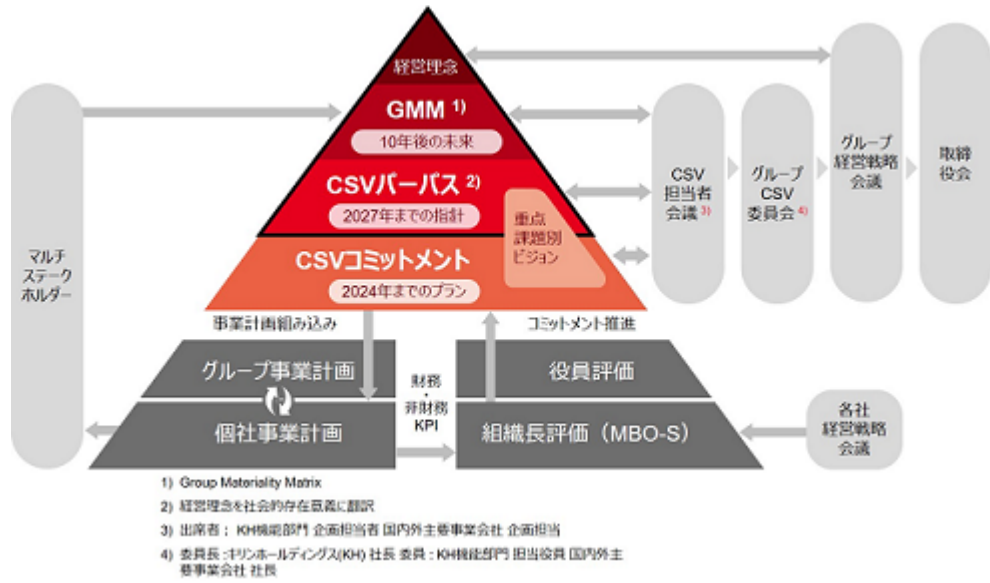 経営理念
GMM 1)
10年後の未来
CSVパーパス 2)
2027年までの指針
CSVコミットメント
2024年までのプラン
重点
課題別
ビジョン
マルチ
ステーク
ホルダー
CSV
担当者
会議 3)
グループ
CSV
委員会 4)
グループ
経営戦略
会議
取締
役会
事業計画組み込み
コミットメント推進
グループ事業計画
個社事業計画
財務
・
非財務
KPI
役員評価
組織長評価（MBO-S）
各社
経営戦略
会議
1) Group Materiality Matrix
2) 経営理念を社会的存在意義に翻訳
3) 出席者； KH機能部門 企画担当者 国内外主要事業会社 企画担当
4) 委員長：キリンホールディングス(KH) 社長 委員：KH機能部門 担当役員 国内外主
要事業会社 社長